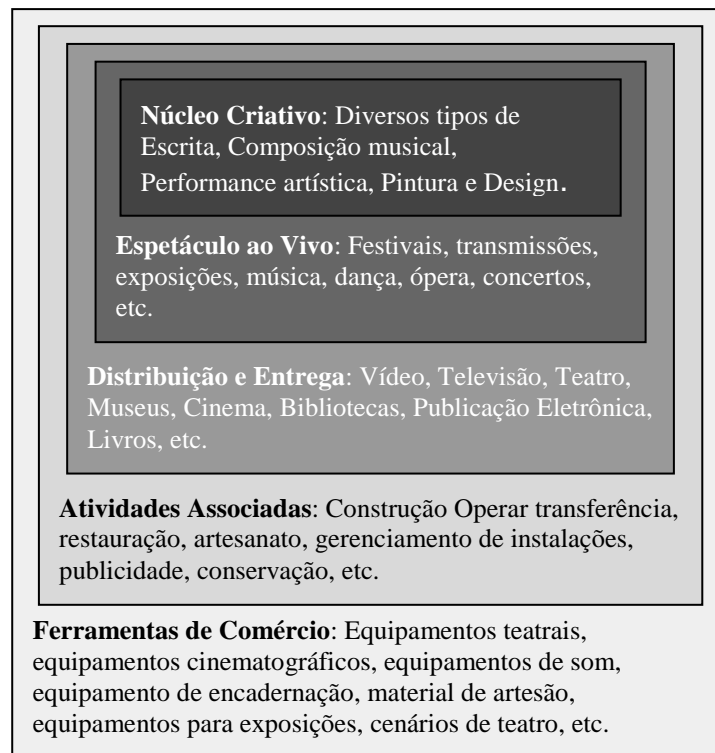 Núcleo Criativo: Diversos tipos de
Escrita, Composição musical,
Performance artística, Pintura e Design.
Espetáculo ao Vivo: Festivais, transmissões,
exposições, música, dança, ópera, concertos,
etc.
Distribuição e Entrega: Vídeo, Televisão, Teatro,
Museus, Cinema, Bibliotecas, Publicação Eletrônica,
Livros, etc.
Atividades Associadas: Construção Operar transferência,
restauração, artesanato, gerenciamento de instalações,
publicidade, conservação, etc.
Ferramentas de Comércio: Equipamentos teatrais,
equipamentos cinematográficos, equipamentos de som,
equipamento de encadernação, material de artesão,
equipamentos para exposições, cenários de teatro, etc.